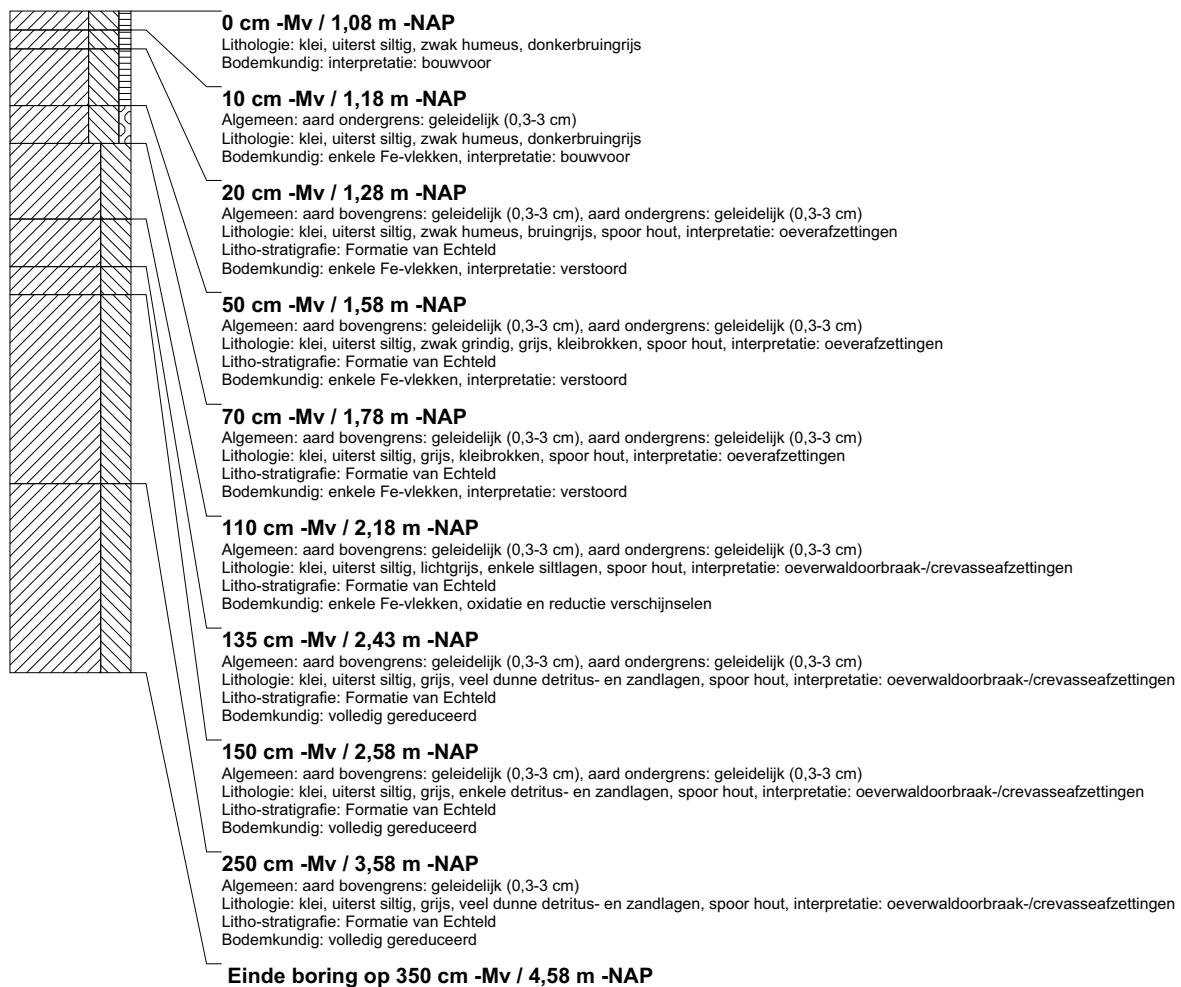 0 cm -Mv / 1,08 m -NAP
Lithologie: klei, uiterst siltig, zwak humeus, donkerbruingrijs
Bodemkundig: interpretatie: bouwvoor
10 cm -Mv / 1,18 m -NAP
Algemeen: aard ondergrens: geleidelijk (0,3-3 cm)
Lithologie: klei, uiterst siltig, zwak humeus, donkerbruingrijs
Bodemkundig: enkele Fe-vlekken, interpretatie: bouwvoor
20 cm -Mv / 1,28 m -NAP
Algemeen: aard bovengrens: geleidelijk (0,3-3 cm), aard ondergrens: geleidelijk (0,3-3 cm)
Lithologie: klei, uiterst siltig, zwak humeus, bruingrijs, spoor hout, interpretatie: oeverafzettingen
Litho-stratigrafie: Formatie van Echteld
Bodemkundig: enkele Fe-vlekken, interpretatie: verstoord
50 cm -Mv / 1,58 m -NAP
Algemeen: aard bovengrens: geleidelijk (0,3-3 cm), aard ondergrens: geleidelijk (0,3-3 cm)
Lithologie: klei, uiterst siltig, zwak grindig, grijs, kleibrokken, spoor hout, interpretatie: oeverafzettingen
Litho-stratigrafie: Formatie van Echteld
Bodemkundig: enkele Fe-vlekken, interpretatie: verstoord
70 cm -Mv / 1,78 m -NAP
Algemeen: aard bovengrens: geleidelijk (0,3-3 cm), aard ondergrens: geleidelijk (0,3-3 cm)
Lithologie: klei, uiterst siltig, grijs, kleibrokken, spoor hout, interpretatie: oeverafzettingen
Litho-stratigrafie: Formatie van Echteld
Bodemkundig: enkele Fe-vlekken, interpretatie: verstoord
110 cm -Mv / 2,18 m -NAP
Algemeen: aard bovengrens: geleidelijk (0,3-3 cm), aard ondergrens: geleidelijk (0,3-3 cm)
Lithologie: klei, uiterst siltig, lichtgrijs, enkele siltlagen, spoor hout, interpretatie: oeverwaldoorbraak-/crevasseafzettingen
Litho-stratigrafie: Formatie van Echteld
Bodemkundig: enkele Fe-vlekken, oxidatie en reductie verschijnselen
135 cm -Mv / 2,43 m -NAP
Algemeen: aard bovengrens: geleidelijk (0,3-3 cm), aard ondergrens: geleidelijk (0,3-3 cm)
Lithologie: klei, uiterst siltig, grijs, veel dunne detritus- en zandlagen, spoor hout, interpretatie: oeverwaldoorbraak-/crevasseafzettingen
Litho-stratigrafie: Formatie van Echteld
Bodemkundig: volledig gereduceerd
150 cm -Mv / 2,58 m -NAP
Algemeen: aard bovengrens: geleidelijk (0,3-3 cm), aard ondergrens: geleidelijk (0,3-3 cm)
Lithologie: klei, uiterst siltig, grijs, enkele detritus- en zandlagen, spoor hout, interpretatie: oeverwaldoorbraak-/crevasseafzettingen
Litho-stratigrafie: Formatie van Echteld
Bodemkundig: volledig gereduceerd
250 cm -Mv / 3,58 m -NAP
Algemeen: aard bovengrens: geleidelijk (0,3-3 cm)
Lithologie: klei, uiterst siltig, grijs, veel dunne detritus- en zandlagen, spoor hout, interpretatie: oeverwaldoorbraak-/crevasseafzettingen
Litho-stratigrafie: Formatie van Echteld
Bodemkundig: volledig gereduceerd
Einde boring op 350 cm -Mv / 4,58 m -NAP